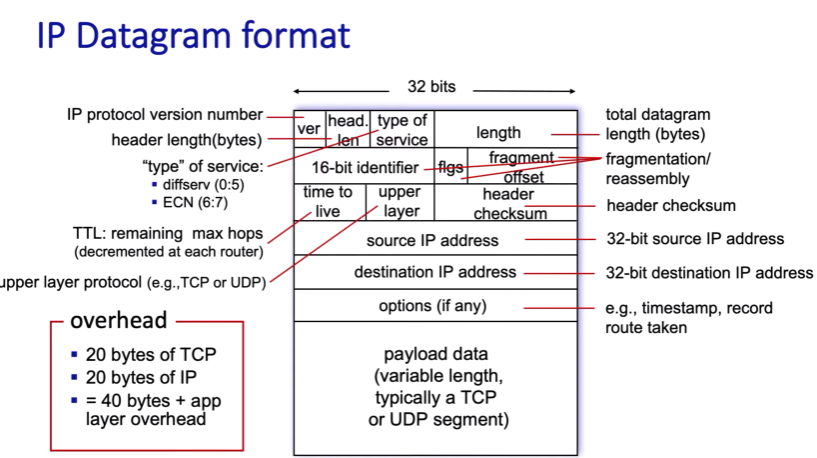 IP Datagram format
32 bits
IP protocol version number
header length(bytes)
“type” of service:
▪ diffserv (0:5)
▪ ECN (6:7)
TTL: remaining max hops
(decremented at each router)
upper layer protocol (e.g.,TCP or UDP)
overhead
▪ 20 bytes of TCP
▪ 20 bytes of IP
▪ = 40 bytes + app
layer overhead
ver
head.
len
type of
service
length
16-bit identifier
flgs
fragment
offset
time to
live
upper
layer
header
checksum
source IP address
destination IP address
options (if any)
payload data
(variable length,
typically a TCP
or UDP segment)
total datagram
length (bytes)
fragmentation/
reassembly
header checksum
32-bit source IP address
32-bit destination IP address
e.g., timestamp, record
route taken